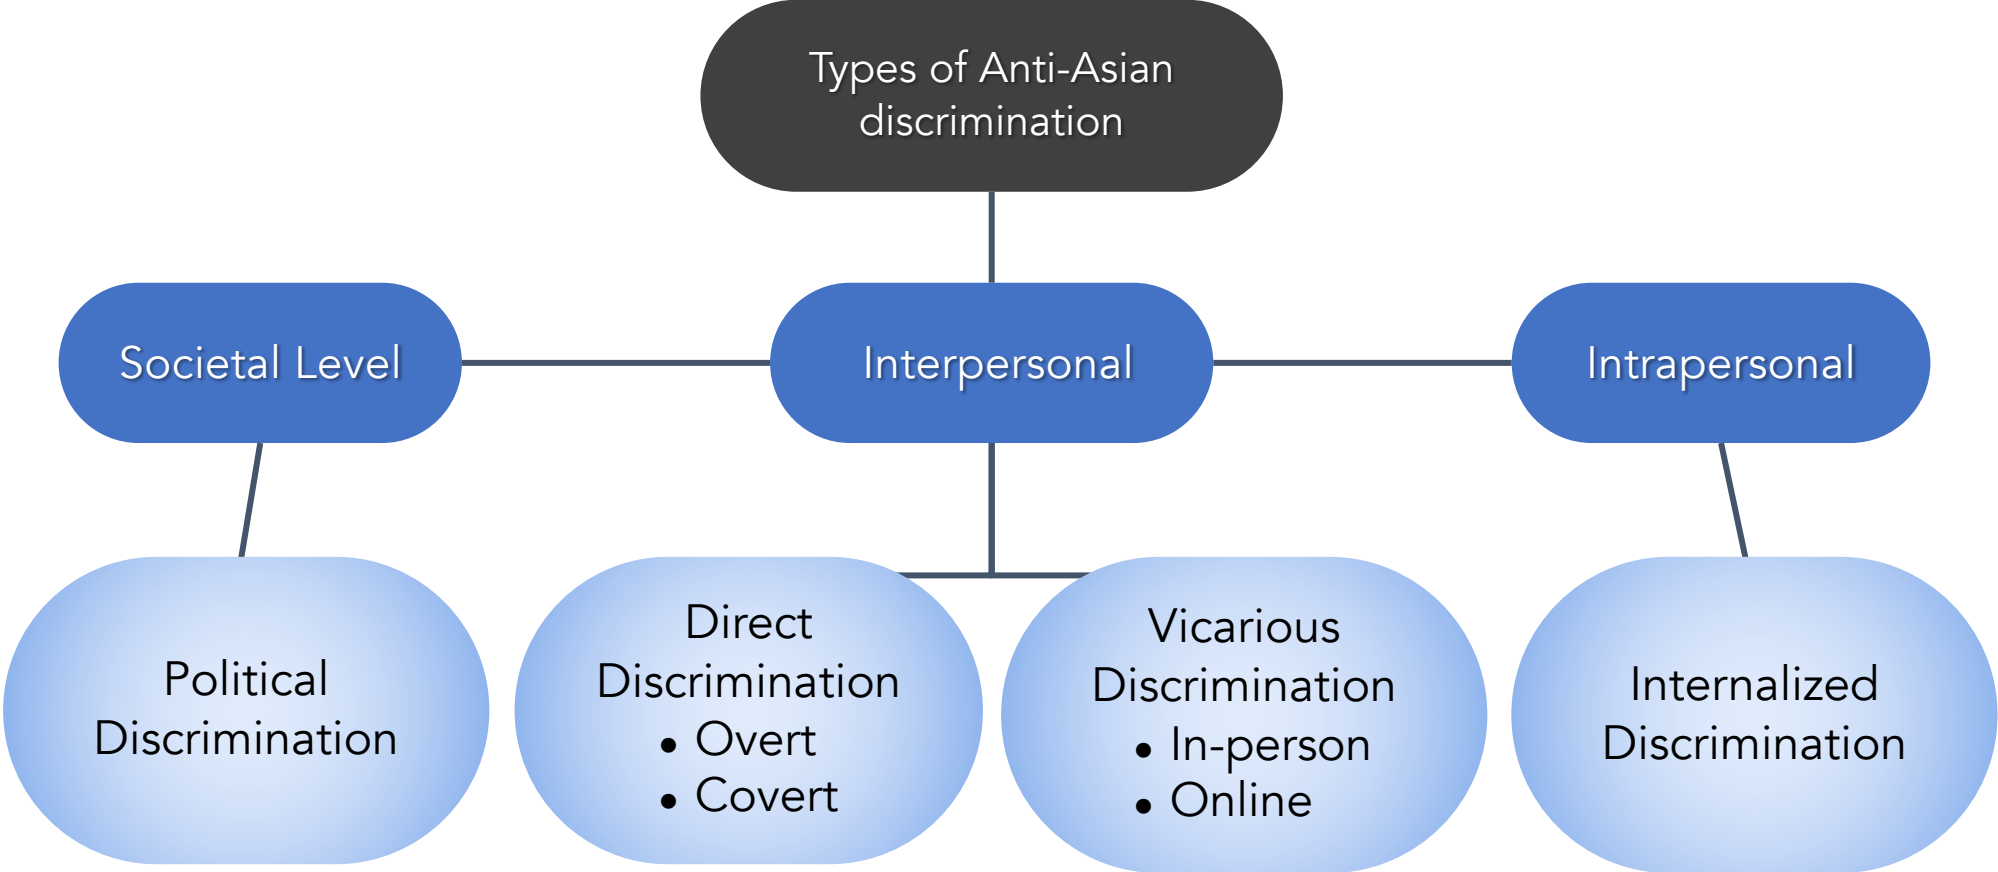 Types of Anti-Asian
discrimination
Societal Level
Interpersonal
Intrapersonal
Political
Discrimination
Direct
Discrimination
• Overt
• Covert
Vicarious
Discrimination
• In-person
• Online
Internalized
Discrimination